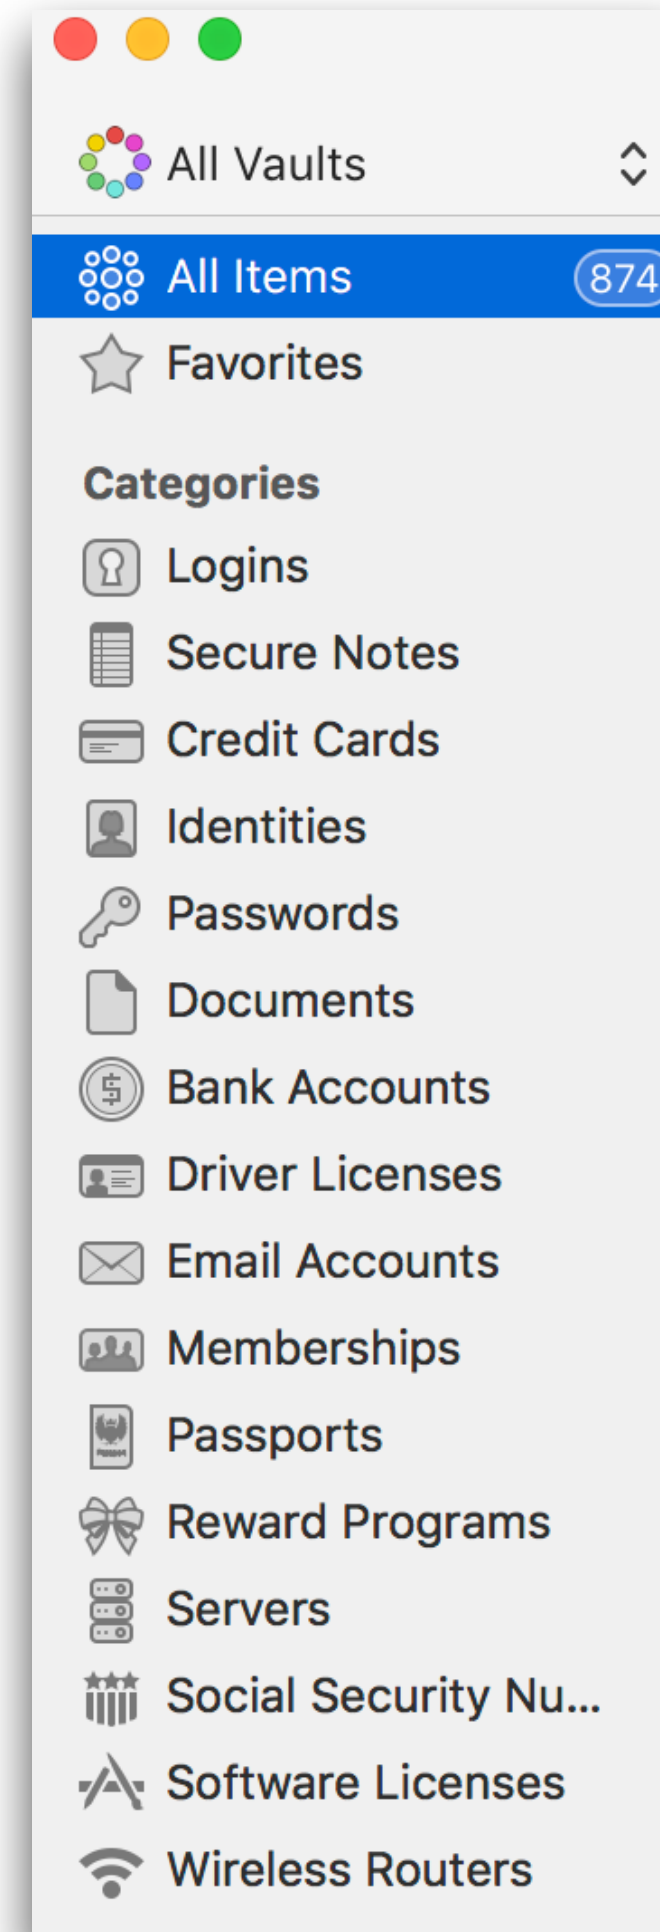 All Vaults
All Items 874
Favorites
Categories
Logins
Secure Notes
Credit Cards
Identities
Passwords
Documents
Bank Accounts
Driver Licenses
Email Accounts
Memberships
Passports
Reward Programs
Servers
Social Security Nu...
Software Licenses
Wireless Routers